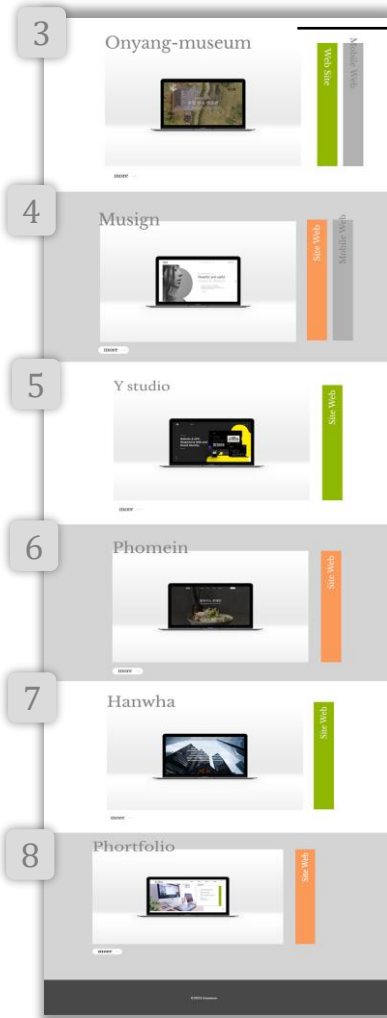 3
Onyang-museum
Web Site
Mobile Web
more
4
Musign
Site Web
Mobile Web
more
5
Y studio
Site Web
more
6
Phomein
Site Web
more
7
Hanwha
Site Web
more
8
Phortfolio
Site Web
more